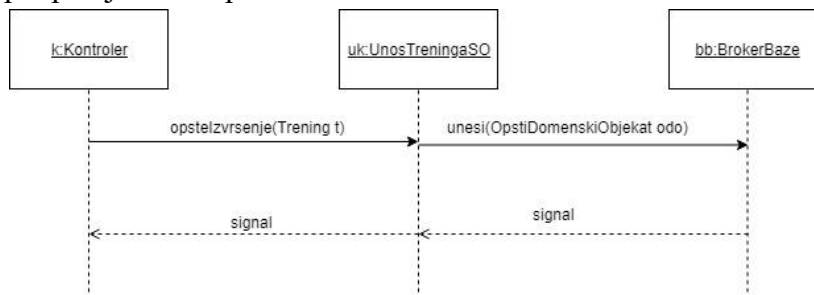 k:Kontroler
uk:UnosTreningaSO
bb:BrokerBaze
opsteIzvrsenje(Trening t)
unesi(OpstiDomenskiObjekat odo)
signal
signal